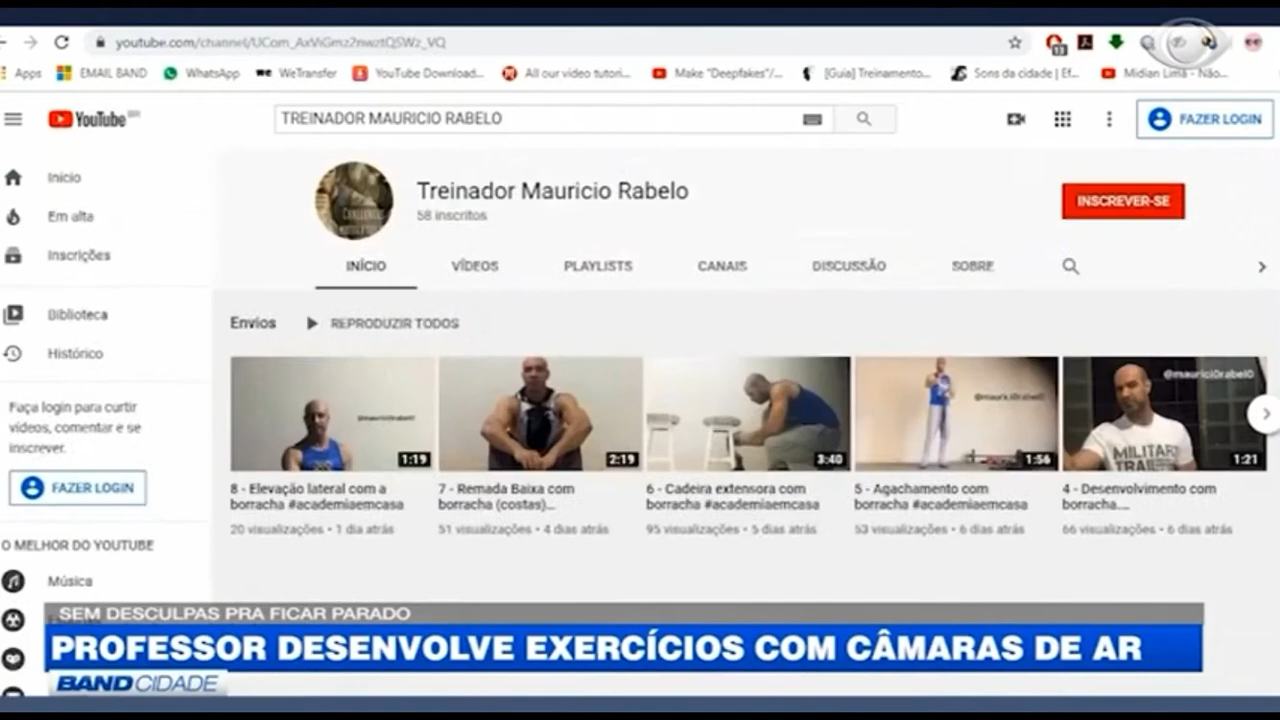 youtube.com/channel/UCom_AxViGmz2nwztQSWz_VQ
Apps EMAIL BAND WhatsApp WeTransfer YouTube Download... All our video tutori... Make "Deepfakes"/... [Guia] Treinamento... Sons da cidade | Ef... Midian Lima - Não...
YouTube BR TREINADOR MAURICIO RABELO FAZER LOGIN
Início
Em alta
Inscrições
Biblioteca
Histórico
Faça login para curtir
vídeos, comentar e se
inscrever.
FAZER LOGIN
O MELHOR DO YOUTUBE
Música
Treinador Mauricio Rabelo
58 inscritos
INSCREVER-SE
INÍCIO VÍDEOS PLAYLISTS CANAIS DISCUSSÃO SOBRE
Envios REPRODUZIR TODOS
@maurici0rabel0
1:19
8 - Elevação lateral com a
borracha #academiaemcasa
20 visualizações • 1 dia atrás
2:19
7 - Remada Baixa com
borracha (costas)...
51 visualizações • 4 dias atrás
3:40
6 - Cadeira extensora com
borracha #academiaemcasa
95 visualizações • 5 dias atrás
@maurici0rabel0
1:56
5 - Agachamento com
borracha #academiaemcasa
53 visualizações • 6 dias atrás
@maurici0rabel0
MILITARY
TRAIL
1:21
4 - Desenvolvimento com
borracha....
66 visualizações • 6 dias atrás
SEM DESCULPAS PRA FICAR PARADO
PROFESSOR DESENVOLVE EXERCÍCIOS COM CÂMARAS DE AR
BAND CIDADE